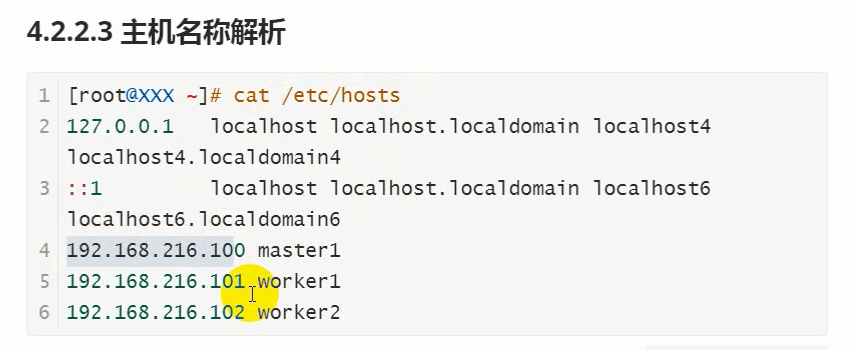 4.2.2.3 主机名称解析
1 [root@XXX ~]# cat /etc/hosts
2 127.0.0.1   localhost localhost.localdomain localhost4
localhost4.localdomain4
3 ::1         localhost localhost.localdomain localhost6
localhost6.localdomain6
4 192.168.216.100 master1
5 192.168.216.101 worker1
6 192.168.216.102 worker2